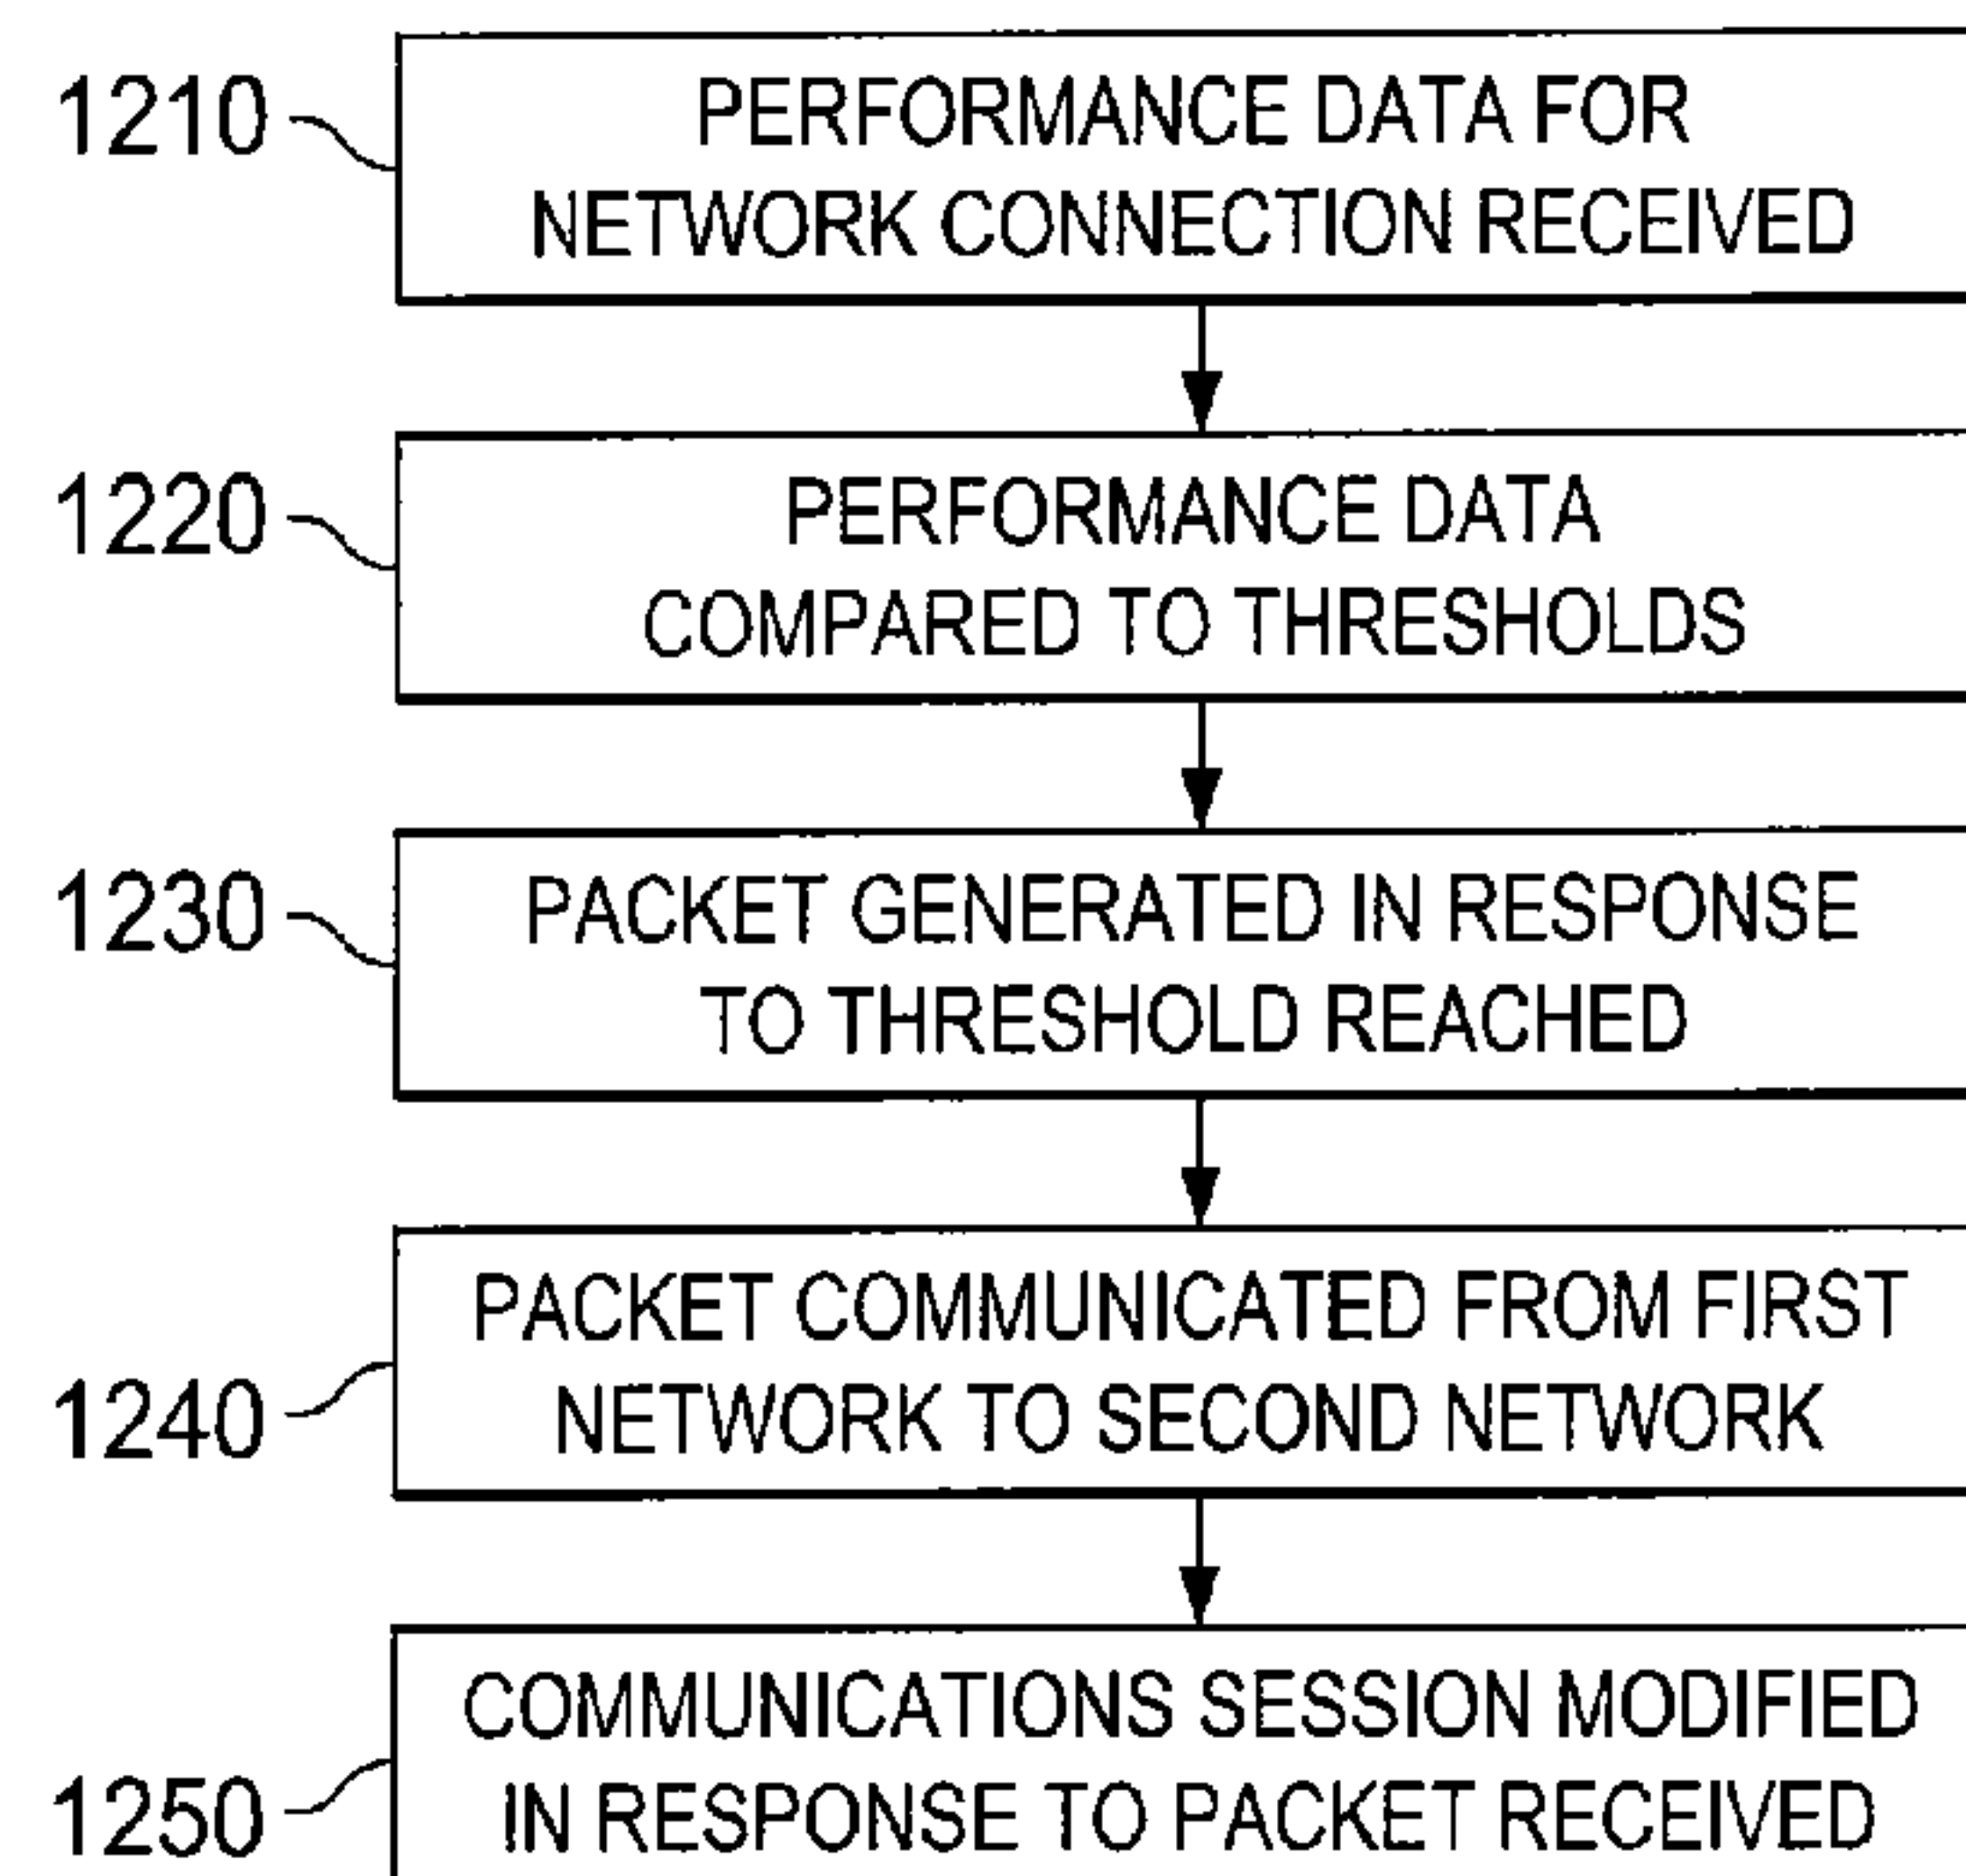 1210
PERFORMANCE DATA FOR
NETWORK CONNECTION RECEIVED
1220
PERFORMANCE DATA
COMPARED TO THRESHOLDS
1230
PACKET GENERATED IN RESPONSE
TO THRESHOLD REACHED
1240
PACKET COMMUNICATED FROM FIRST
NETWORK TO SECOND NETWORK
1250
COMMUNICATIONS SESSION MODIFIED
IN RESPONSE TO PACKET RECEIVED